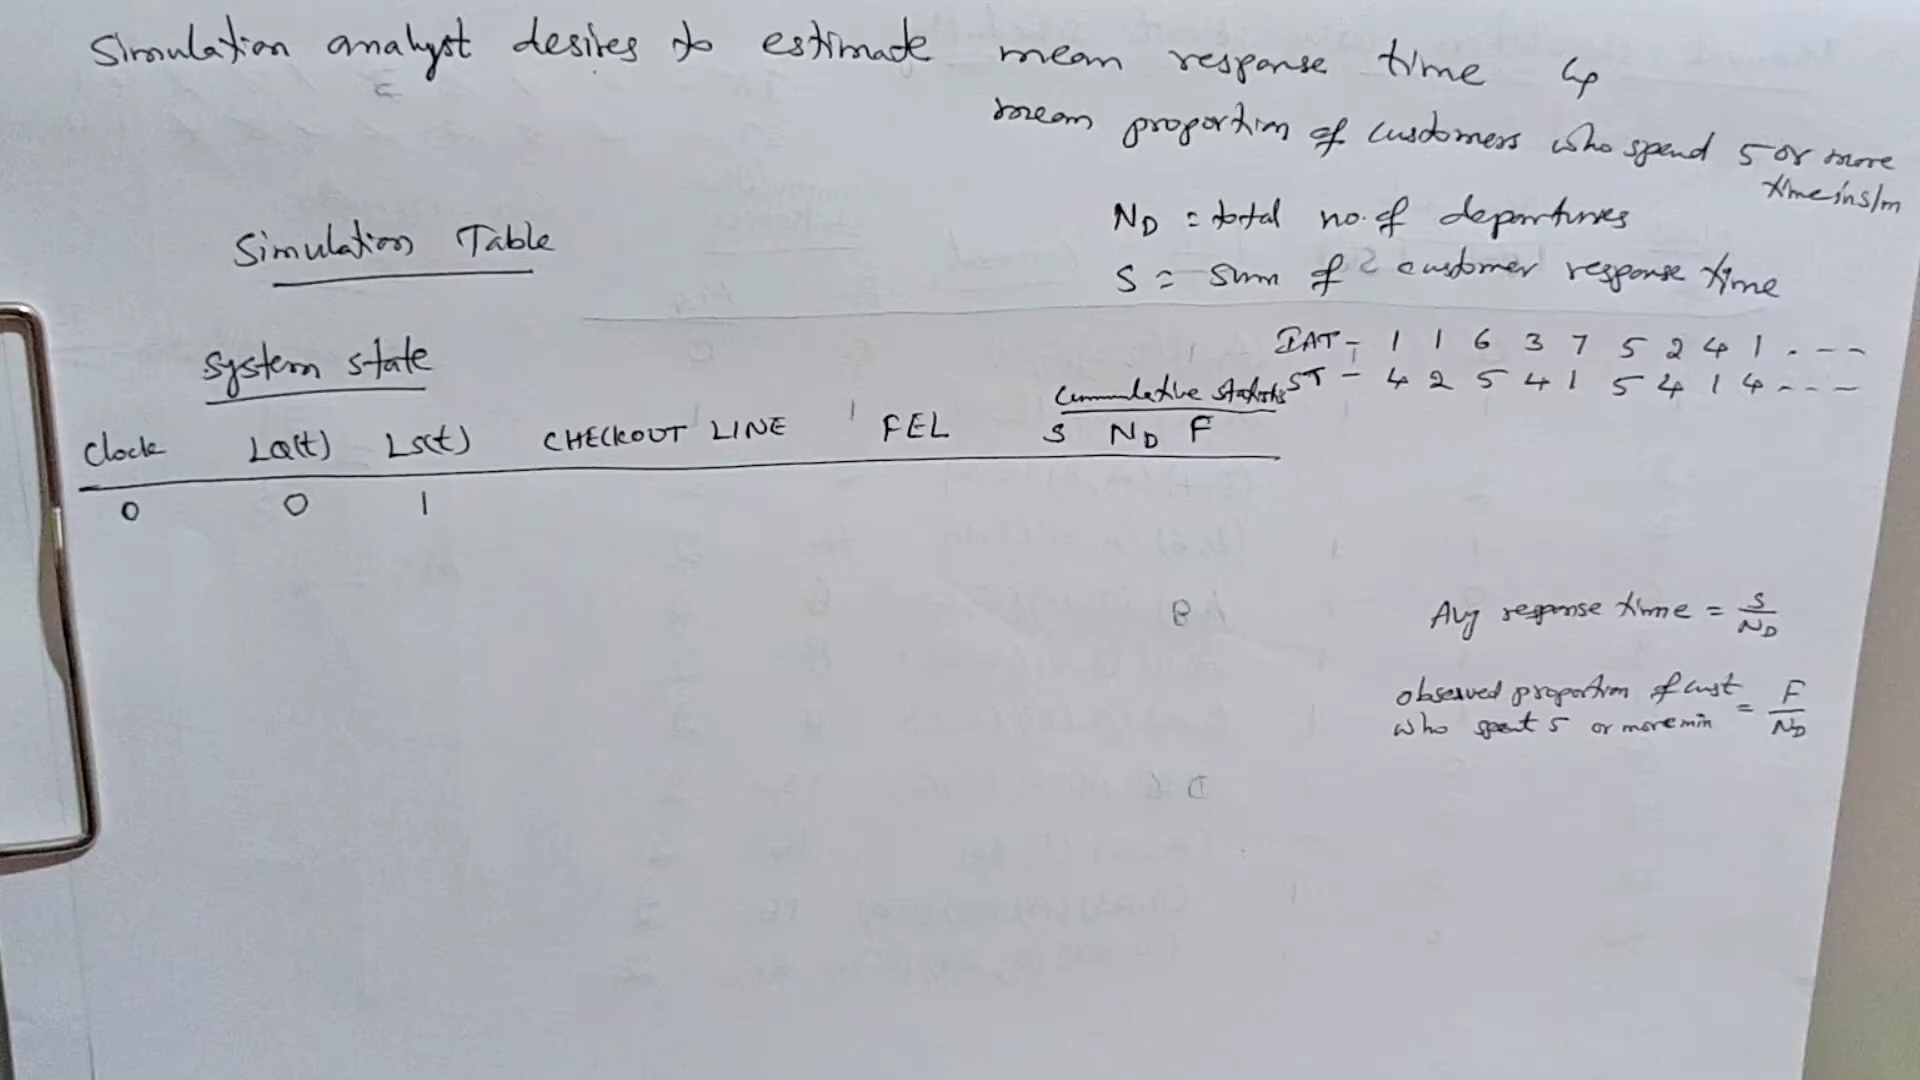 Simulation analyst desires to estimate mean response time &
mean proportion of customers who spend 5 or more
time in s/m
ND = total no. of departures
S = sum of customer response time
Simulation Table
IAT - 1 1 6 3 7 5 2 4 1 . - - -
ST - 4 2 5 4 1 5 4 1 4 - - - -
System state
Cummulative
Clock LQ(t) LS(t) CHECKOUT LINE FEL S ND F
0 0 1
Avg response time = S/ND
observed proportion of cust
who spent 5 or more min = F/ND